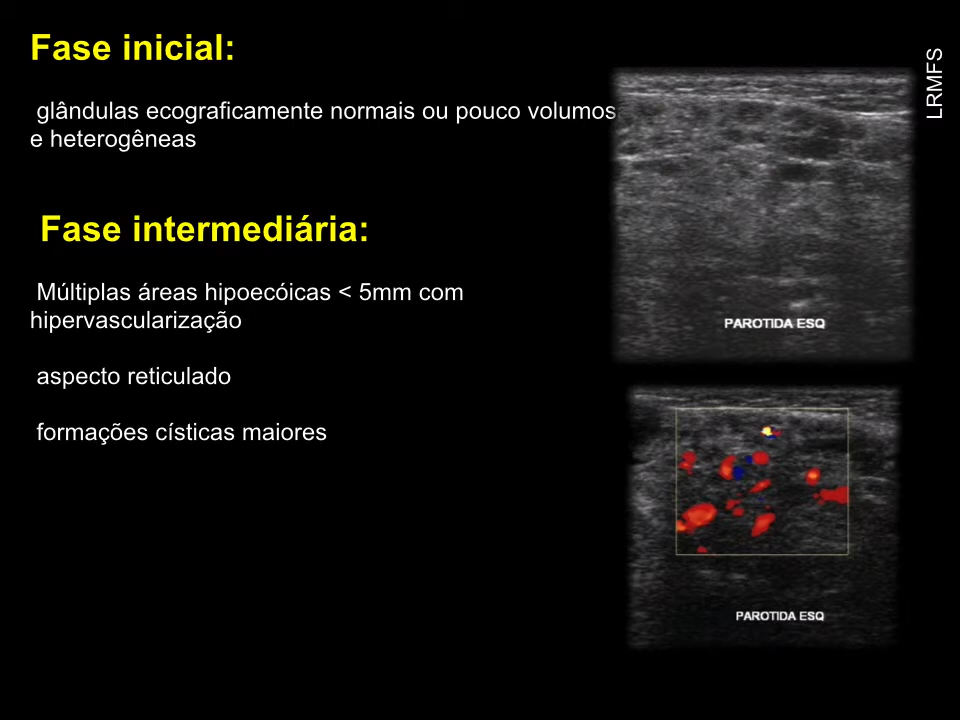 Fase inicial:
glândulas ecograficamente normais ou pouco volumos
e heterogêneas
Fase intermediária:
Múltiplas áreas hipoecóicas < 5mm com
hipervascularização
aspecto reticulado
formações císticas maiores
LRMFS
PAROTIDA ESQ
PAROTIDA ESQ